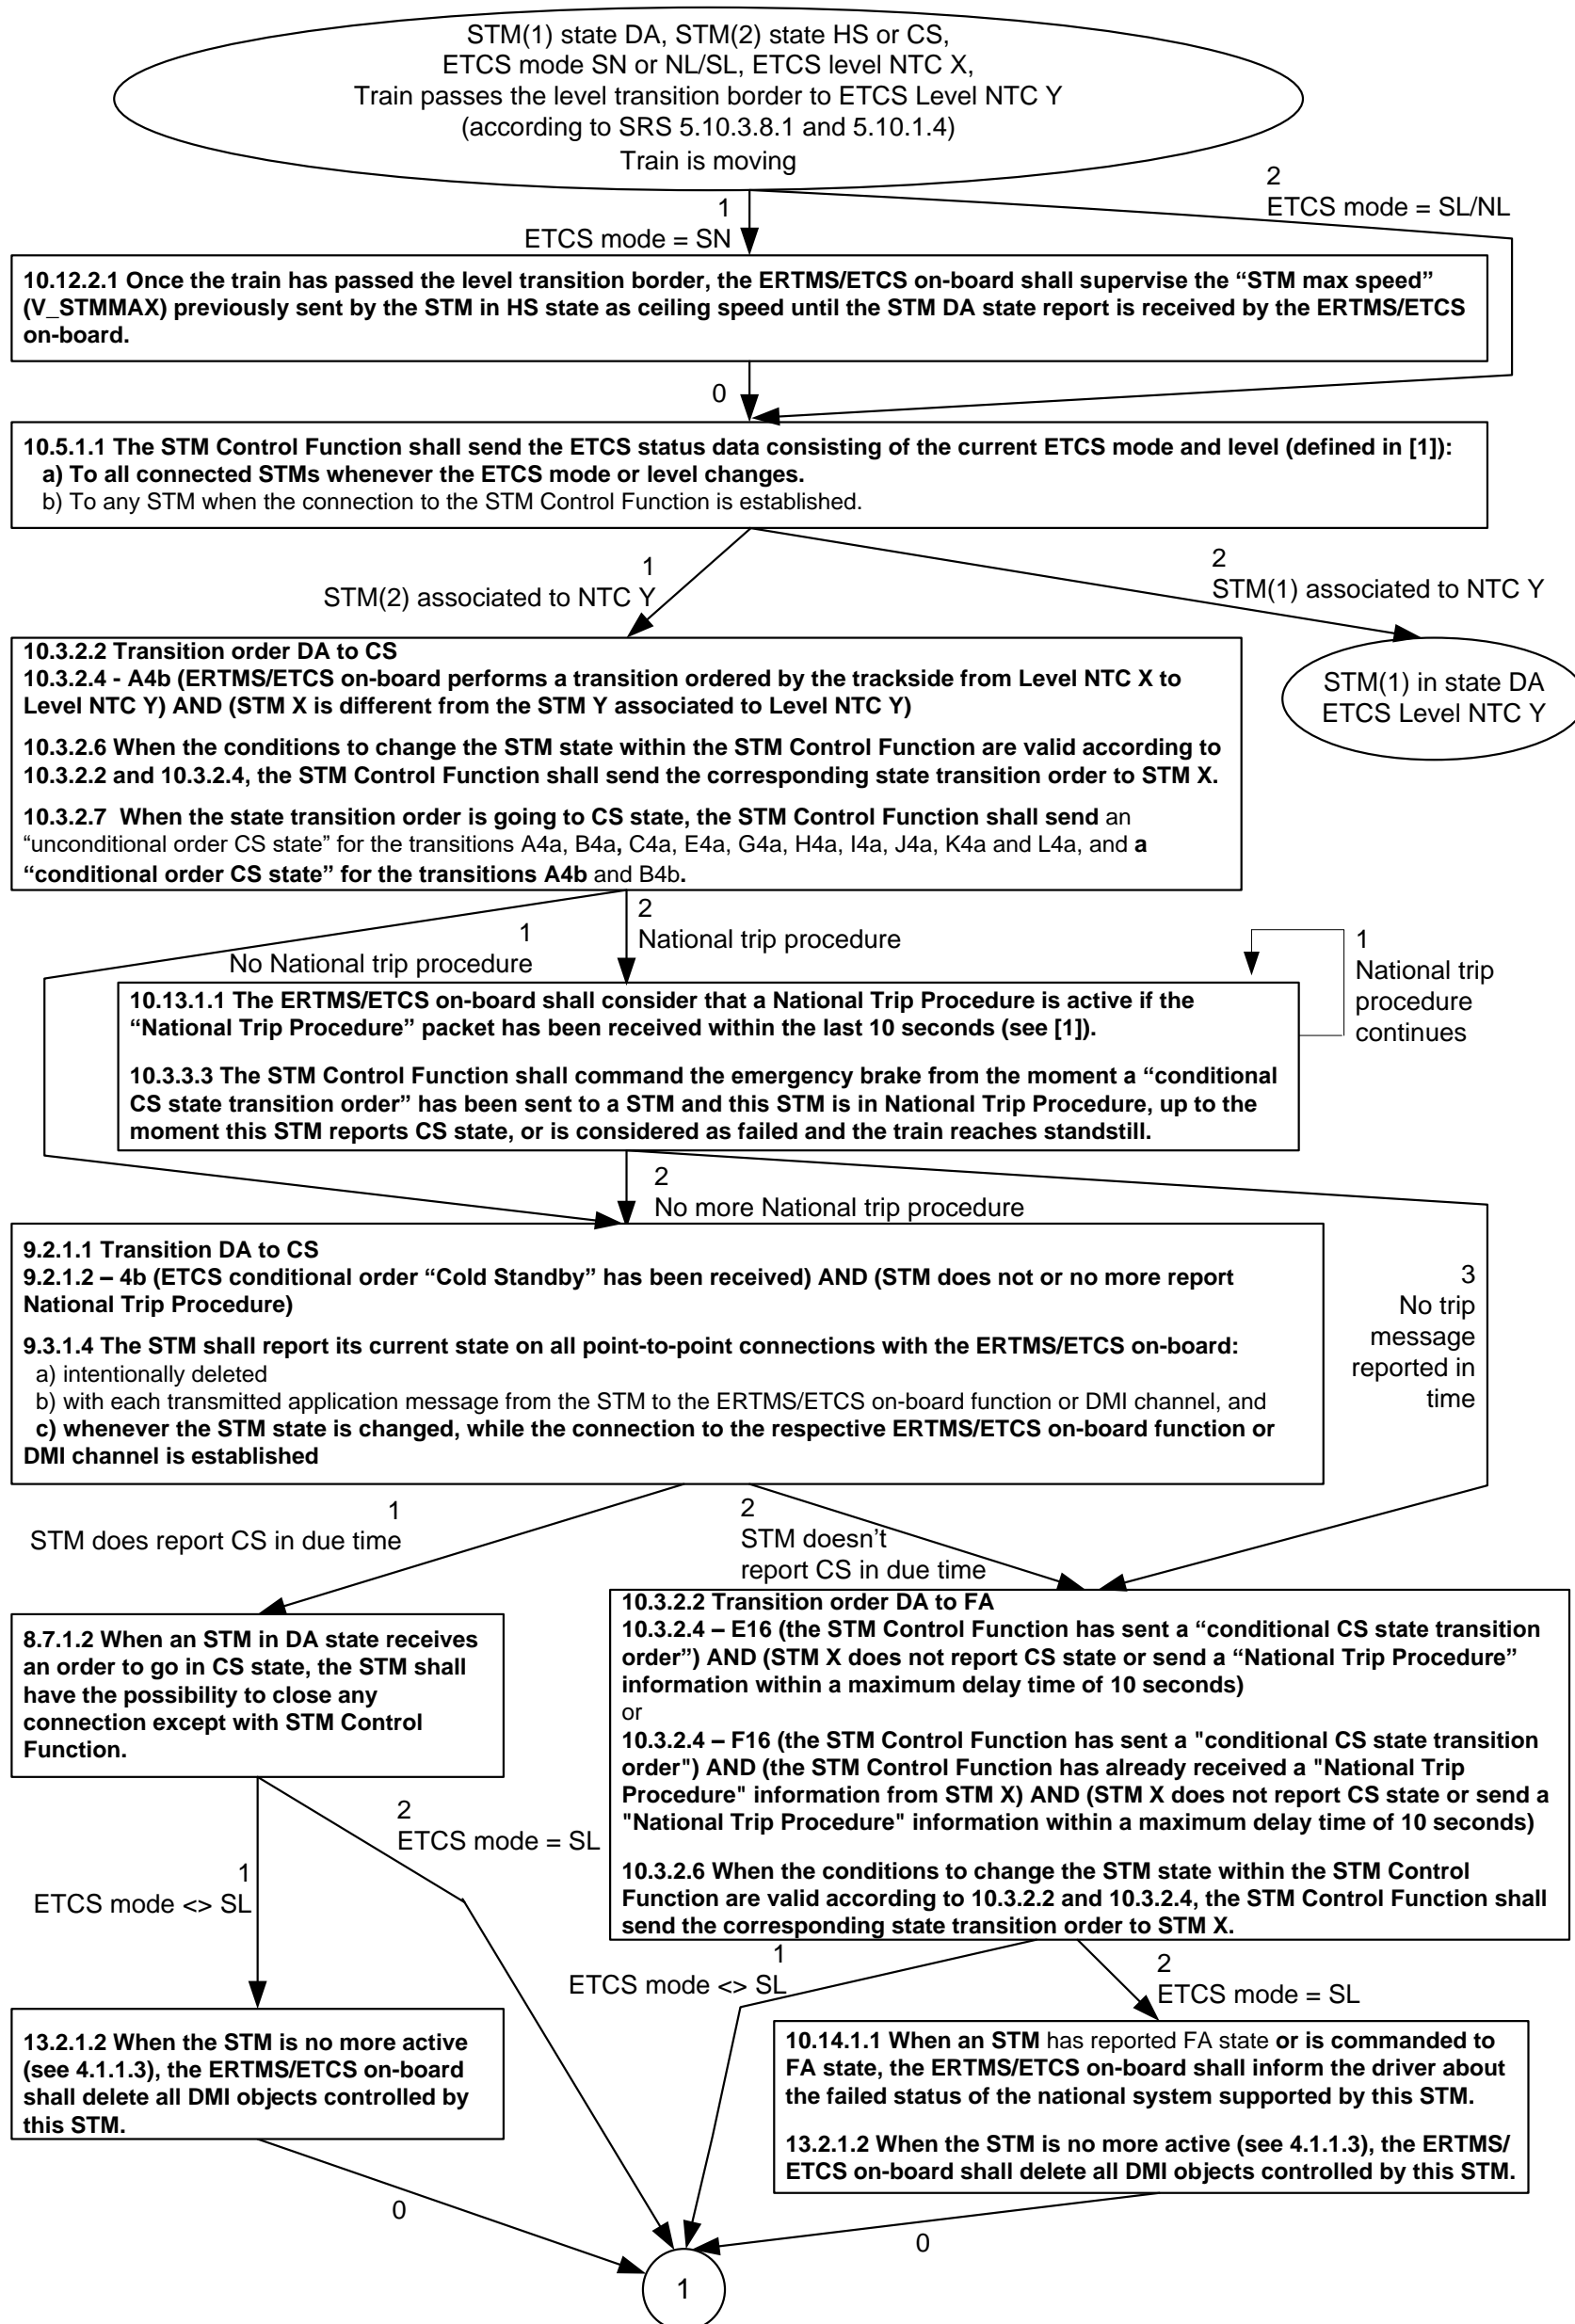 STM(1) state DA, STM(2) state HS or CS,
ETCS mode SN or NL/SL, ETCS level NTC X,
Train passes the level transition border to ETCS Level NTC Y
(according to SRS 5.10.3.8.1 and 5.10.1.4)
Train is moving
1
ETCS mode = SN
2
ETCS mode = SL/NL
10.12.2.1 Once the train has passed the level transition border, the ERTMS/ETCS on-board shall supervise the “STM max speed”
(V_STMMAX) previously sent by the STM in HS state as ceiling speed until the STM DA state report is received by the ERTMS/ETCS
on-board.
0
10.5.1.1 The STM Control Function shall send the ETCS status data consisting of the current ETCS mode and level (defined in [1]):
a) To all connected STMs whenever the ETCS mode or level changes.
b) To any STM when the connection to the STM Control Function is established.
1
STM(2) associated to NTC Y
2
STM(1) associated to NTC Y
10.3.2.2 Transition order DA to CS
10.3.2.4 - A4b (ERTMS/ETCS on-board performs a transition ordered by the trackside from Level NTC X to
Level NTC Y) AND (STM X is different from the STM Y associated to Level NTC Y)
10.3.2.6 When the conditions to change the STM state within the STM Control Function are valid according to
10.3.2.2 and 10.3.2.4, the STM Control Function shall send the corresponding state transition order to STM X.
10.3.2.7 When the state transition order is going to CS state, the STM Control Function shall send an
“unconditional order CS state” for the transitions A4a, B4a, C4a, E4a, G4a, H4a, I4a, J4a, K4a and L4a, and a
“conditional order CS state” for the transitions A4b and B4b.
STM(1) in state DA
ETCS Level NTC Y
1
No National trip procedure
2
National trip procedure
1
National trip
procedure
continues
10.13.1.1 The ERTMS/ETCS on-board shall consider that a National Trip Procedure is active if the
“National Trip Procedure” packet has been received within the last 10 seconds (see [1]).
10.3.3.3 The STM Control Function shall command the emergency brake from the moment a “conditional
CS state transition order” has been sent to a STM and this STM is in National Trip Procedure, up to the
moment this STM reports CS state, or is considered as failed and the train reaches standstill.
2
No more National trip procedure
3
No trip
message
reported in
time
9.2.1.1 Transition DA to CS
9.2.1.2 – 4b (ETCS conditional order “Cold Standby” has been received) AND (STM does not or no more report
National Trip Procedure)
9.3.1.4 The STM shall report its current state on all point-to-point connections with the ERTMS/ETCS on-board:
a) intentionally deleted
b) with each transmitted application message from the STM to the ERTMS/ETCS on-board function or DMI channel, and
c) whenever the STM state is changed, while the connection to the respective ERTMS/ETCS on-board function or
DMI channel is established
1
STM does report CS in due time
2
STM doesn’t
report CS in due time
8.7.1.2 When an STM in DA state receives
an order to go in CS state, the STM shall
have the possibility to close any
connection except with STM Control
Function.
10.3.2.2 Transition order DA to FA
10.3.2.4 – E16 (the STM Control Function has sent a “conditional CS state transition
order”) AND (STM X does not report CS state or send a “National Trip Procedure”
information within a maximum delay time of 10 seconds)
or
10.3.2.4 – F16 (the STM Control Function has sent a "conditional CS state transition
order") AND (the STM Control Function has already received a "National Trip
Procedure" information from STM X) AND (STM X does not report CS state or send a
"National Trip Procedure" information within a maximum delay time of 10 seconds)
10.3.2.6 When the conditions to change the STM state within the STM Control
Function are valid according to 10.3.2.2 and 10.3.2.4, the STM Control Function shall
send the corresponding state transition order to STM X.
1
ETCS mode <> SL
2
ETCS mode = SL
1
ETCS mode <> SL
2
ETCS mode = SL
13.2.1.2 When the STM is no more active
(see 4.1.1.3), the ERTMS/ETCS on-board
shall delete all DMI objects controlled by
this STM.
10.14.1.1 When an STM has reported FA state or is commanded to
FA state, the ERTMS/ETCS on-board shall inform the driver about
the failed status of the national system supported by this STM.
13.2.1.2 When the STM is no more active (see 4.1.1.3), the ERTMS/
ETCS on-board shall delete all DMI objects controlled by this STM.
0
0
1